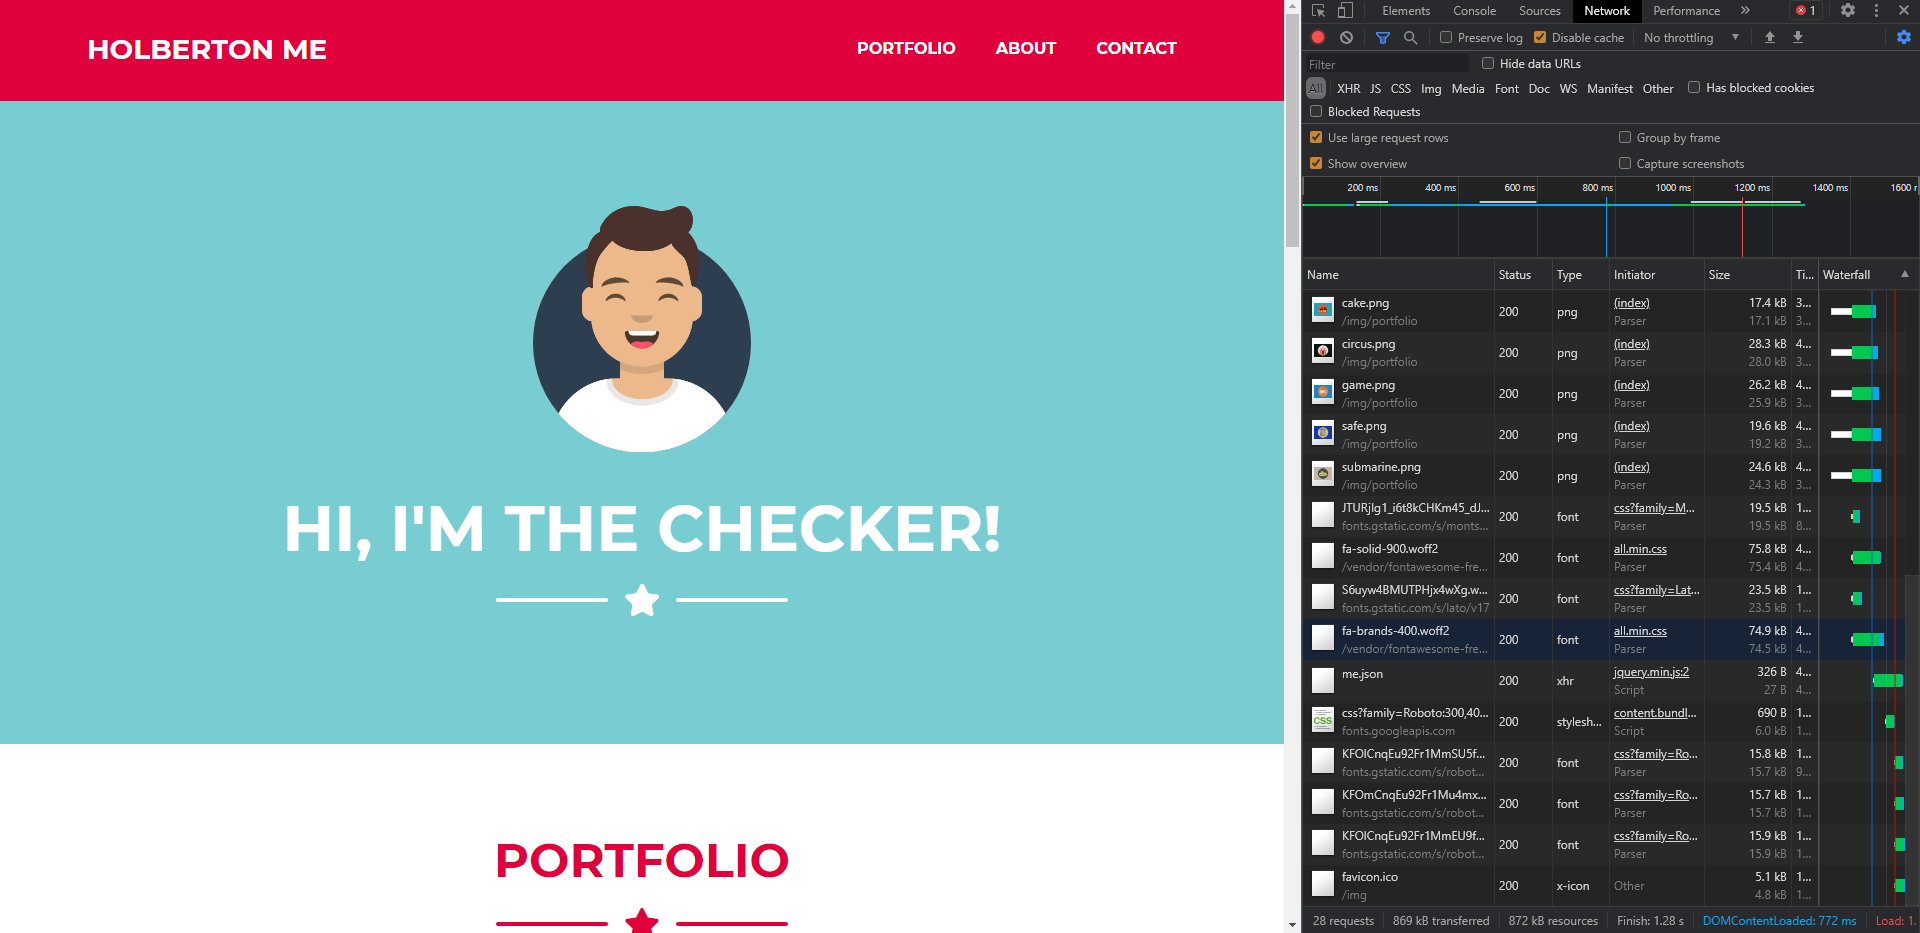 HOLBERTON ME
PORTFOLIO ABOUT CONTACT
HI, I'M THE CHECKER!
PORTFOLIO
Elements Console Sources Network Performance 1
Preserve log Disable cache No throttling
Filter Hide data URLs
All XHR JS CSS Img Media Font Doc WS Manifest Other Has blocked cookies
Blocked Requests
Use large request rows Group by frame
Show overview Capture screenshots
200 ms 400 ms 600 ms 800 ms 1000 ms 1200 ms 1400 ms 1600 r
Name Status Type Initiator Size Ti... Waterfall
cake.png 200 png (index) 17.4 kB 3...
/img/portfolio Parser 17.1 kB 3...
circus.png 200 png (index) 28.3 kB 4...
/img/portfolio Parser 28.0 kB 3...
game.png 200 png (index) 26.2 kB 4...
/img/portfolio Parser 25.9 kB 3...
safe.png 200 png (index) 19.6 kB 4...
/img/portfolio Parser 19.2 kB 3...
submarine.png 200 png (index) 24.6 kB 4...
/img/portfolio Parser 24.3 kB 3...
JTURjIg1_i6t8kCHKm45_dJ... 200 font css?family=M... 19.5 kB 1...
fonts.gstatic.com/s/monts... Parser 19.5 kB 8...
fa-solid-900.woff2 200 font all.min.css 75.8 kB 4...
/vendor/fontawesome-fre... Parser 75.4 kB 4...
S6uyw4BMUTPHjx4wXg.w... 200 font css?family=Lat... 23.5 kB 1...
fonts.gstatic.com/s/lato/v17 Parser 23.5 kB 1...
fa-brands-400.woff2 200 font all.min.css 74.9 kB 4...
/vendor/fontawesome-fre... Parser 74.5 kB 4...
me.json 200 xhr jquery.min.js:2 326 B 4...
Script 27 B 4...
css?family=Roboto:300,40... 200 stylesh... content.bundl... 690 B 1...
fonts.googleapis.com Script 6.0 kB 1...
KFOlCnqEu92Fr1MmSU5f... 200 font css?family=Ro... 15.8 kB 1...
fonts.gstatic.com/s/robot... Parser 15.7 kB 9...
KFOmCnqEu92Fr1Mu4mx... 200 font css?family=Ro... 15.7 kB 1...
fonts.gstatic.com/s/robot... Parser 15.7 kB 1...
KFOlCnqEu92Fr1MmEU9f... 200 font css?family=Ro... 15.9 kB 1...
fonts.gstatic.com/s/robot... Parser 15.9 kB 1...
favicon.ico 200 x-icon Other 5.1 kB 1...
/img 4.8 kB 1...
28 requests 869 kB transferred 872 kB resources Finish: 1.28 s DOMContentLoaded: 772 ms Load: 1.